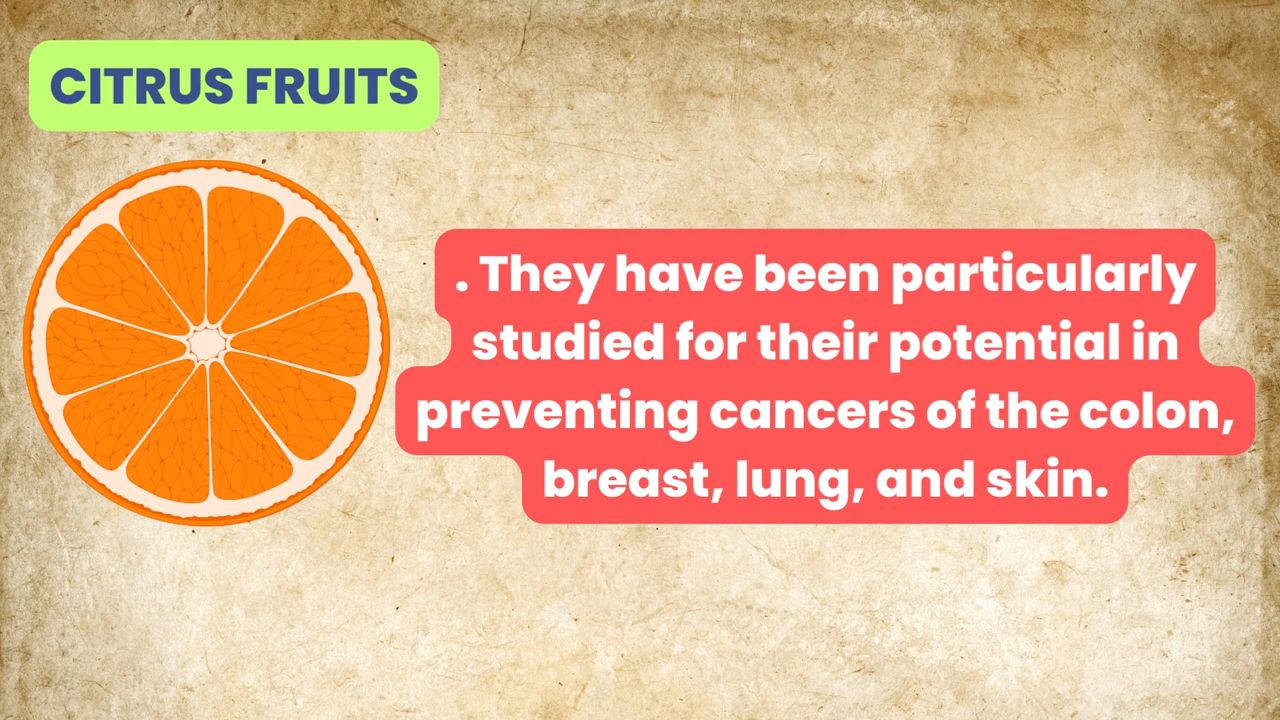 CITRUS FRUITS
. They have been particularly
studied for their potential in
preventing cancers of the colon,
breast, lung, and skin.